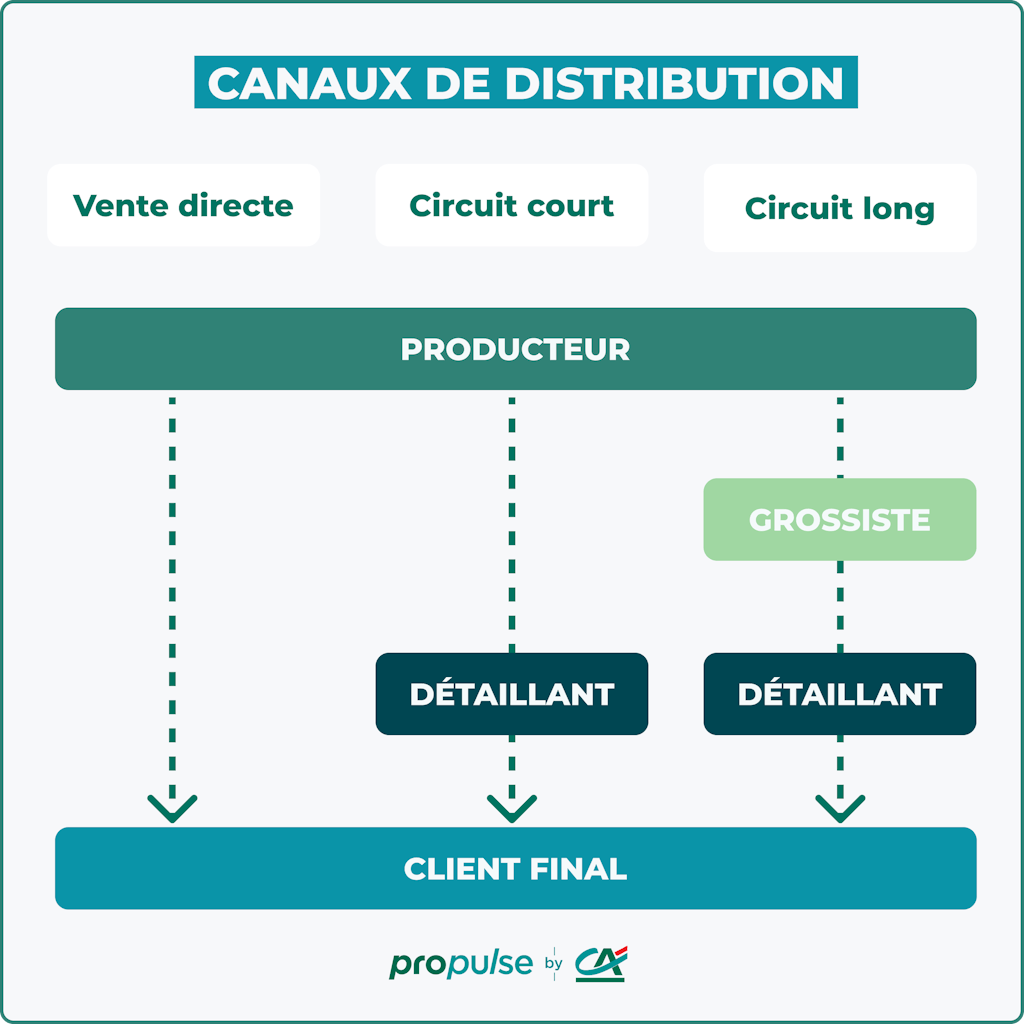 CANAUX DE DISTRIBUTION
Vente directe
Circuit court
Circuit long
PRODUCTEUR
GROSSISTE
DÉTAILLANT
DÉTAILLANT
CLIENT FINAL
propulse by CA